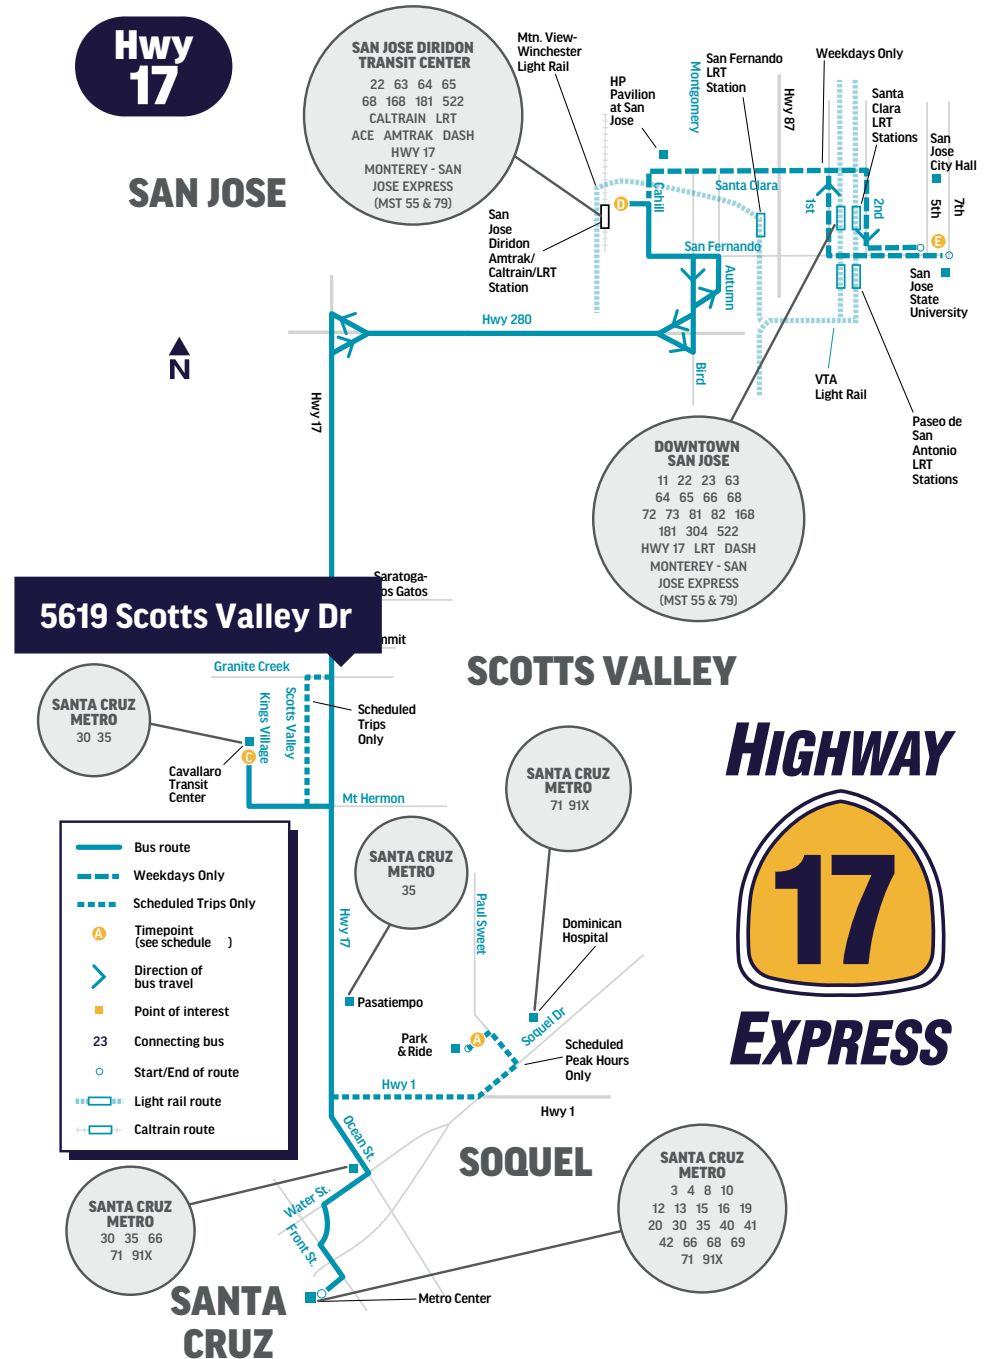 Hwy
17
SAN JOSE DIRIDON
TRANSIT CENTER
22 63 64 65
68 168 181 522
CALTRAIN LRT
ACE AMTRAK DASH
HWY 17
MONTEREY - SAN
JOSE EXPRESS
(MST 55 & 79)
Mtn. View-
Winchester
Light Rail
HP
Pavilion
at San
Jose
Montgomery
San Fernando
LRT
Station
Hwy 87
Weekdays Only
Santa
Clara
LRT
Stations
San
Jose
City Hall
SAN JOSE
Cahill
Santa Clara
1st
2nd
5th
7th
D
E
San
Jose
Diridon
Amtrak/
Caltrain/LRT
Station
San Fernando
Autumn
San
Jose
State
University
Hwy 280
N
Bird
VTA
Light Rail
Hwy 17
Paseo de
San
Antonio
LRT
Stations
DOWNTOWN
SAN JOSE
11 22 23 63
64 65 66 68
72 73 81 82 168
181 304 522
HWY 17 LRT DASH
MONTEREY - SAN
JOSE EXPRESS
(MST 55 & 79)
Saratoga-
os Gatos
5619 Scotts Valley Dr
mmit
SCOTTS VALLEY
Granite Creek
SANTA CRUZ
METRO
30 35
Kings Village
Scotts Valley
Scheduled
Trips
Only
C
Cavallaro
Transit
Center
Mt Hermon
SANTA CRUZ
METRO
71 91X
HIGHWAY
17
EXPRESS
SANTA CRUZ
METRO
35
Bus route
Weekdays Only
Scheduled Trips Only
A
Timepoint
(see schedule )
Direction of
bus travel
Point of interest
23
Connecting bus
Start/End of route
Light rail route
Caltrain route
Hwy 17
Paul Sweet
Dominican
Hospital
Pasatiempo
Soquel Dr
Park
& Ride
A
Scheduled
Peak Hours
Only
Hwy 1
Hwy 1
Ocean St.
SOQUEL
SANTA CRUZ
METRO
3 4 8 10
12 13 15 16 19
20 30 35 40 41
42 66 68 69
71 91X
SANTA CRUZ
METRO
30 35 66
71 91X
Water St.
Front St.
Metro Center
SANTA
CRUZ